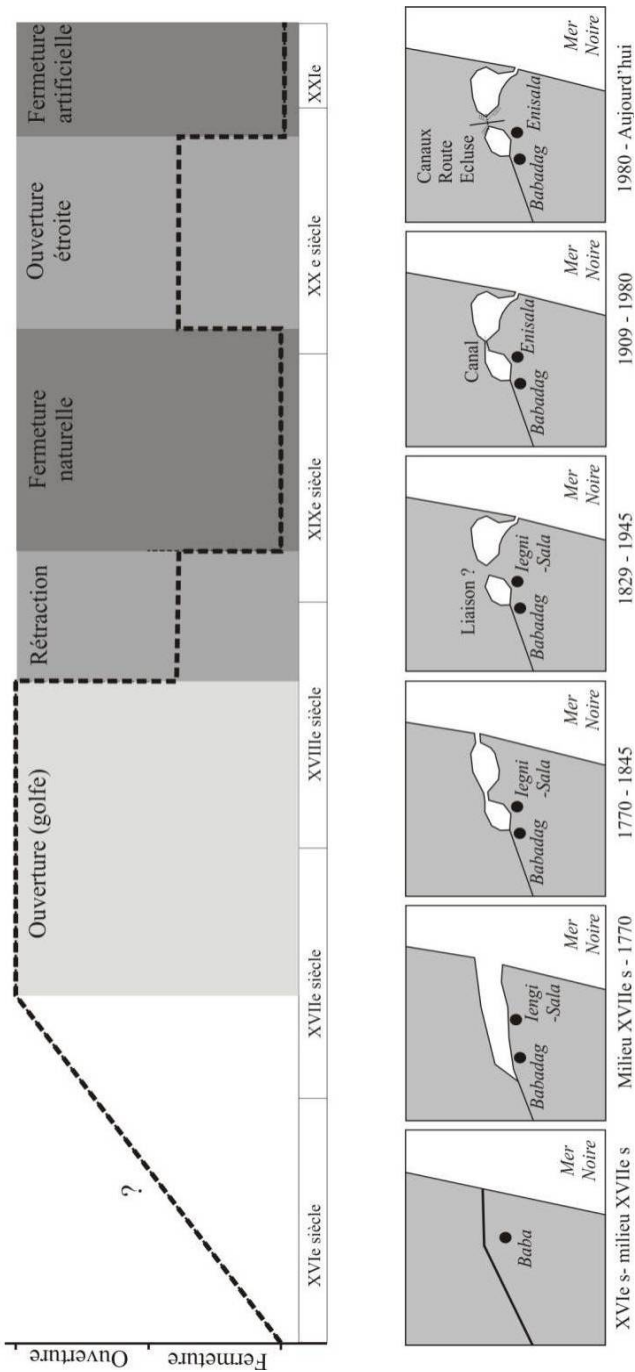 Ouverture
Fermeture
?
Ouverture (golfe)
Rétraction
Fermeture
naturelle
Ouverture
étroite
Fermeture
artificielle
XVIe siècle
XVIIe siècle
XVIIIe siècle
XIXe siècle
XX e siècle
XXIe
Baba
Mer
Noire
XVIe s- milieu XVIIe s
Babadag
Iengi
-Sala
Mer
Noire
Milieu XVIIe s - 1770
Babadag
Iegni
-Sala
Mer
Noire
1770 - 1845
Liaison ?
Babadag
Iegni
-Sala
Mer
Noire
1829 - 1945
Canal
Babadag
Enisala
Mer
Noire
1909 - 1980
Canaux
Route
Ecluse
Babadag
Enisala
Mer
Noire
1980 - Aujourd'hui